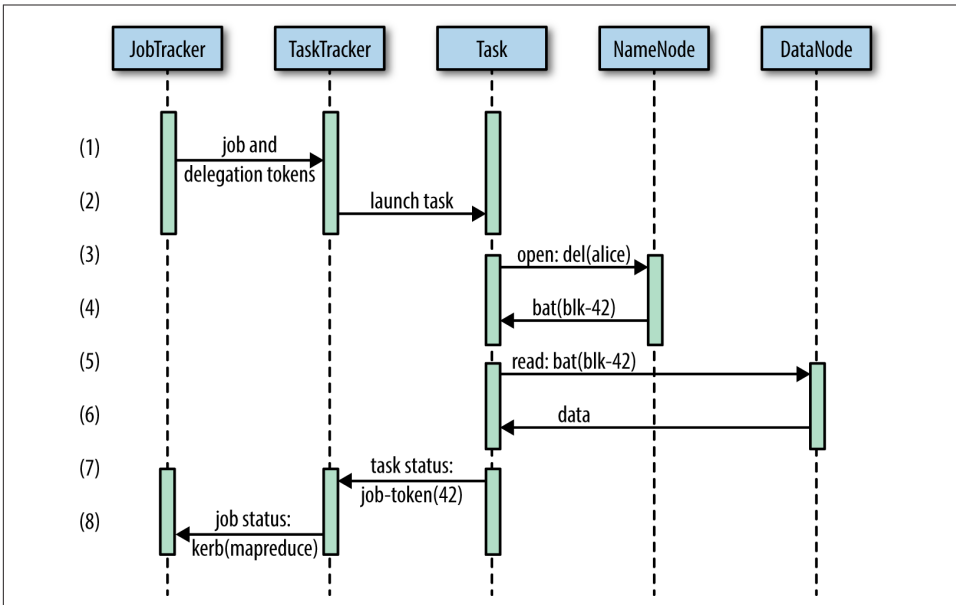 JobTracker
TaskTracker
Task
NameNode
DataNode
(1)
job and
delegation tokens
(2)
launch task
(3)
open: del(alice)
(4)
bat(blk-42)
(5)
read: bat(blk-42)
(6)
data
(7)
task status:
job-token(42)
(8)
job status:
kerb(mapreduce)